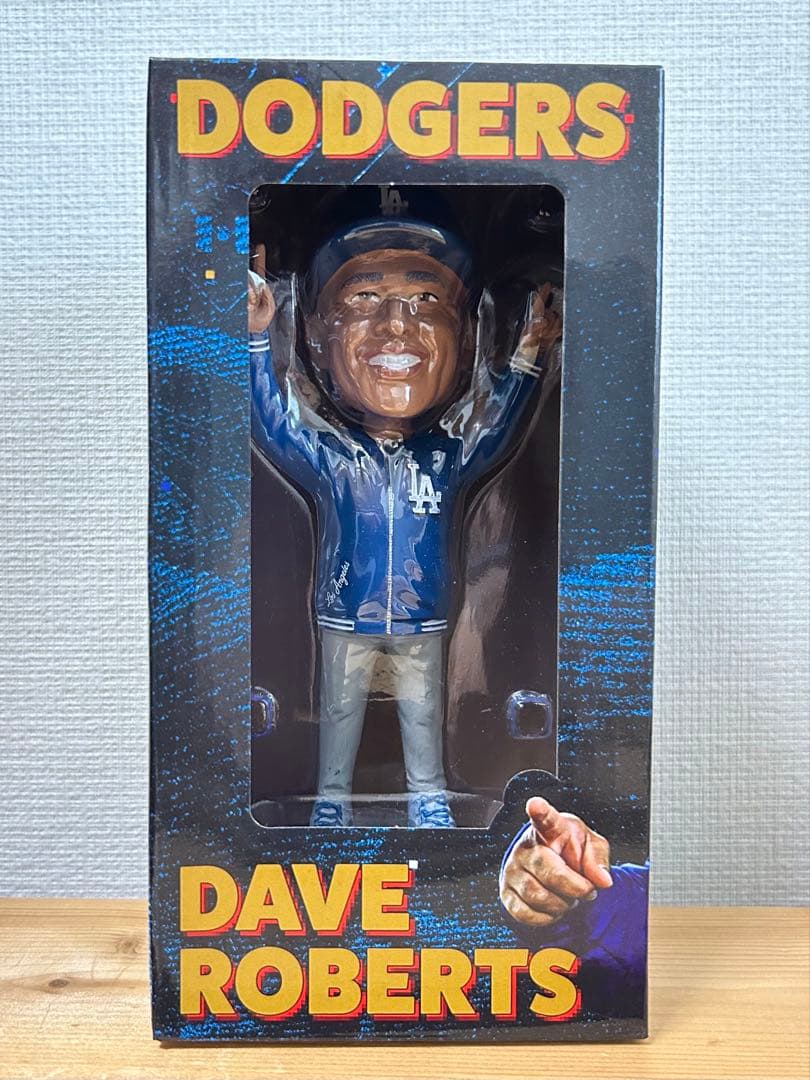 DODGERS
LA
LA
Los Angeles
DAVE
ROBERTS